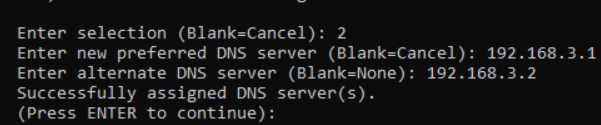 Enter selection (Blank=Cancel): 2
Enter new preferred DNS server (Blank=Cancel): 192.168.3.1
Enter alternate DNS server (Blank=None): 192.168.3.2
Successfully assigned DNS server(s).
(Press ENTER to continue):